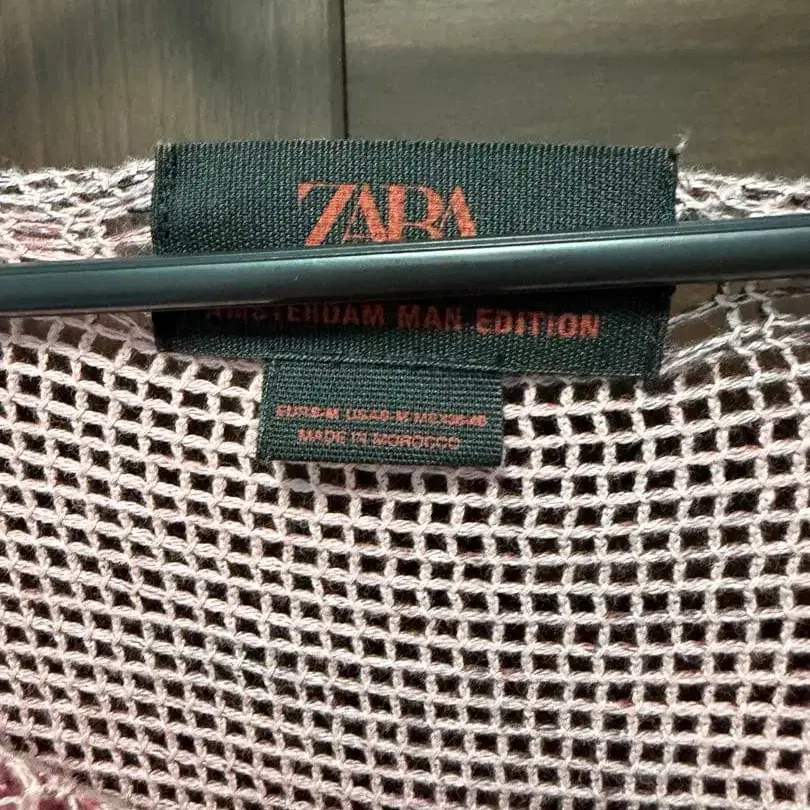 ZARA
AMSTERDAM MAN EDITION
EUR S-M USA S-M MEX 36-40
MADE IN MOROCCO